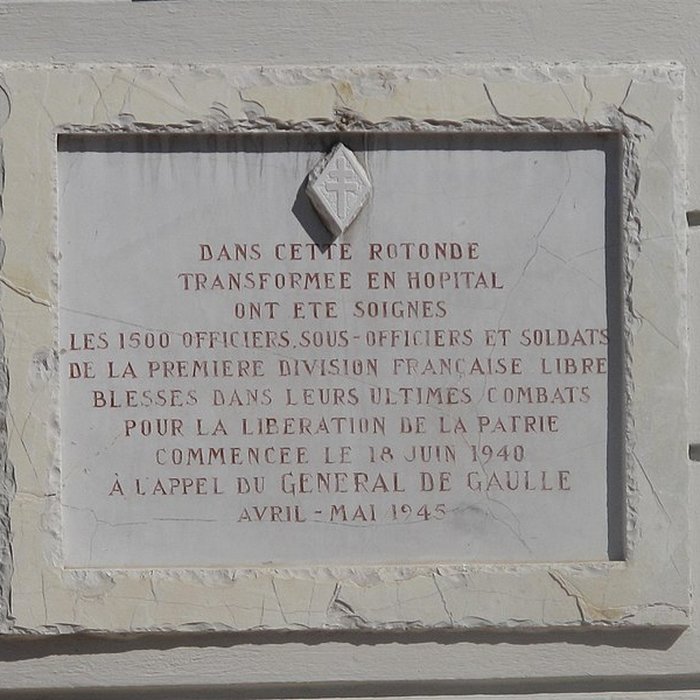 DANS CETTE ROTONDE
TRANSFORMEE EN HOPITAL
ONT ETE SOIGNES
LES 1500 OFFICIERS, SOUS-OFFICIERS ET SOLDATS
DE LA PREMIERE DIVISION FRANÇAISE LIBRE
BLESSES DANS LEURS ULTIMES COMBATS
POUR LA LIBERATION DE LA PATRIE
COMMENCEE LE 18 JUIN 1940
À L'APPEL DU GENERAL DE GAULLE
AVRIL - MAI 1945